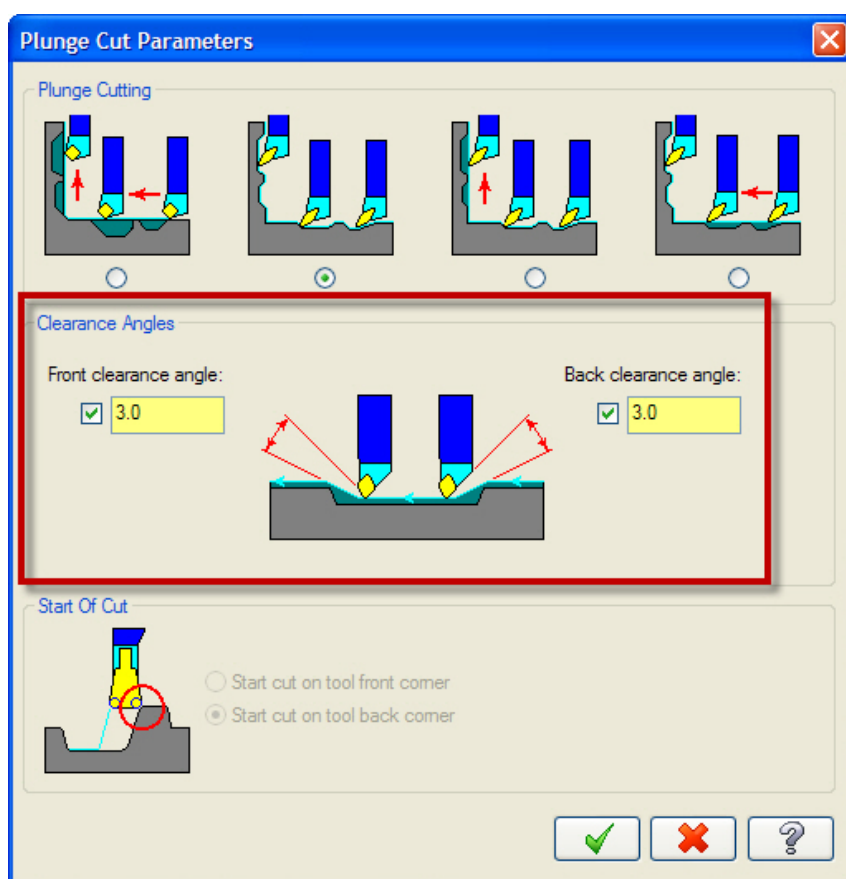 Plunge Cut Parameters
Plunge Cutting
Clearance Angles
Front clearance angle:
Back clearance angle:
3.0
3.0
Start Of Cut
Start cut on tool front corner
Start cut on tool back corner
?